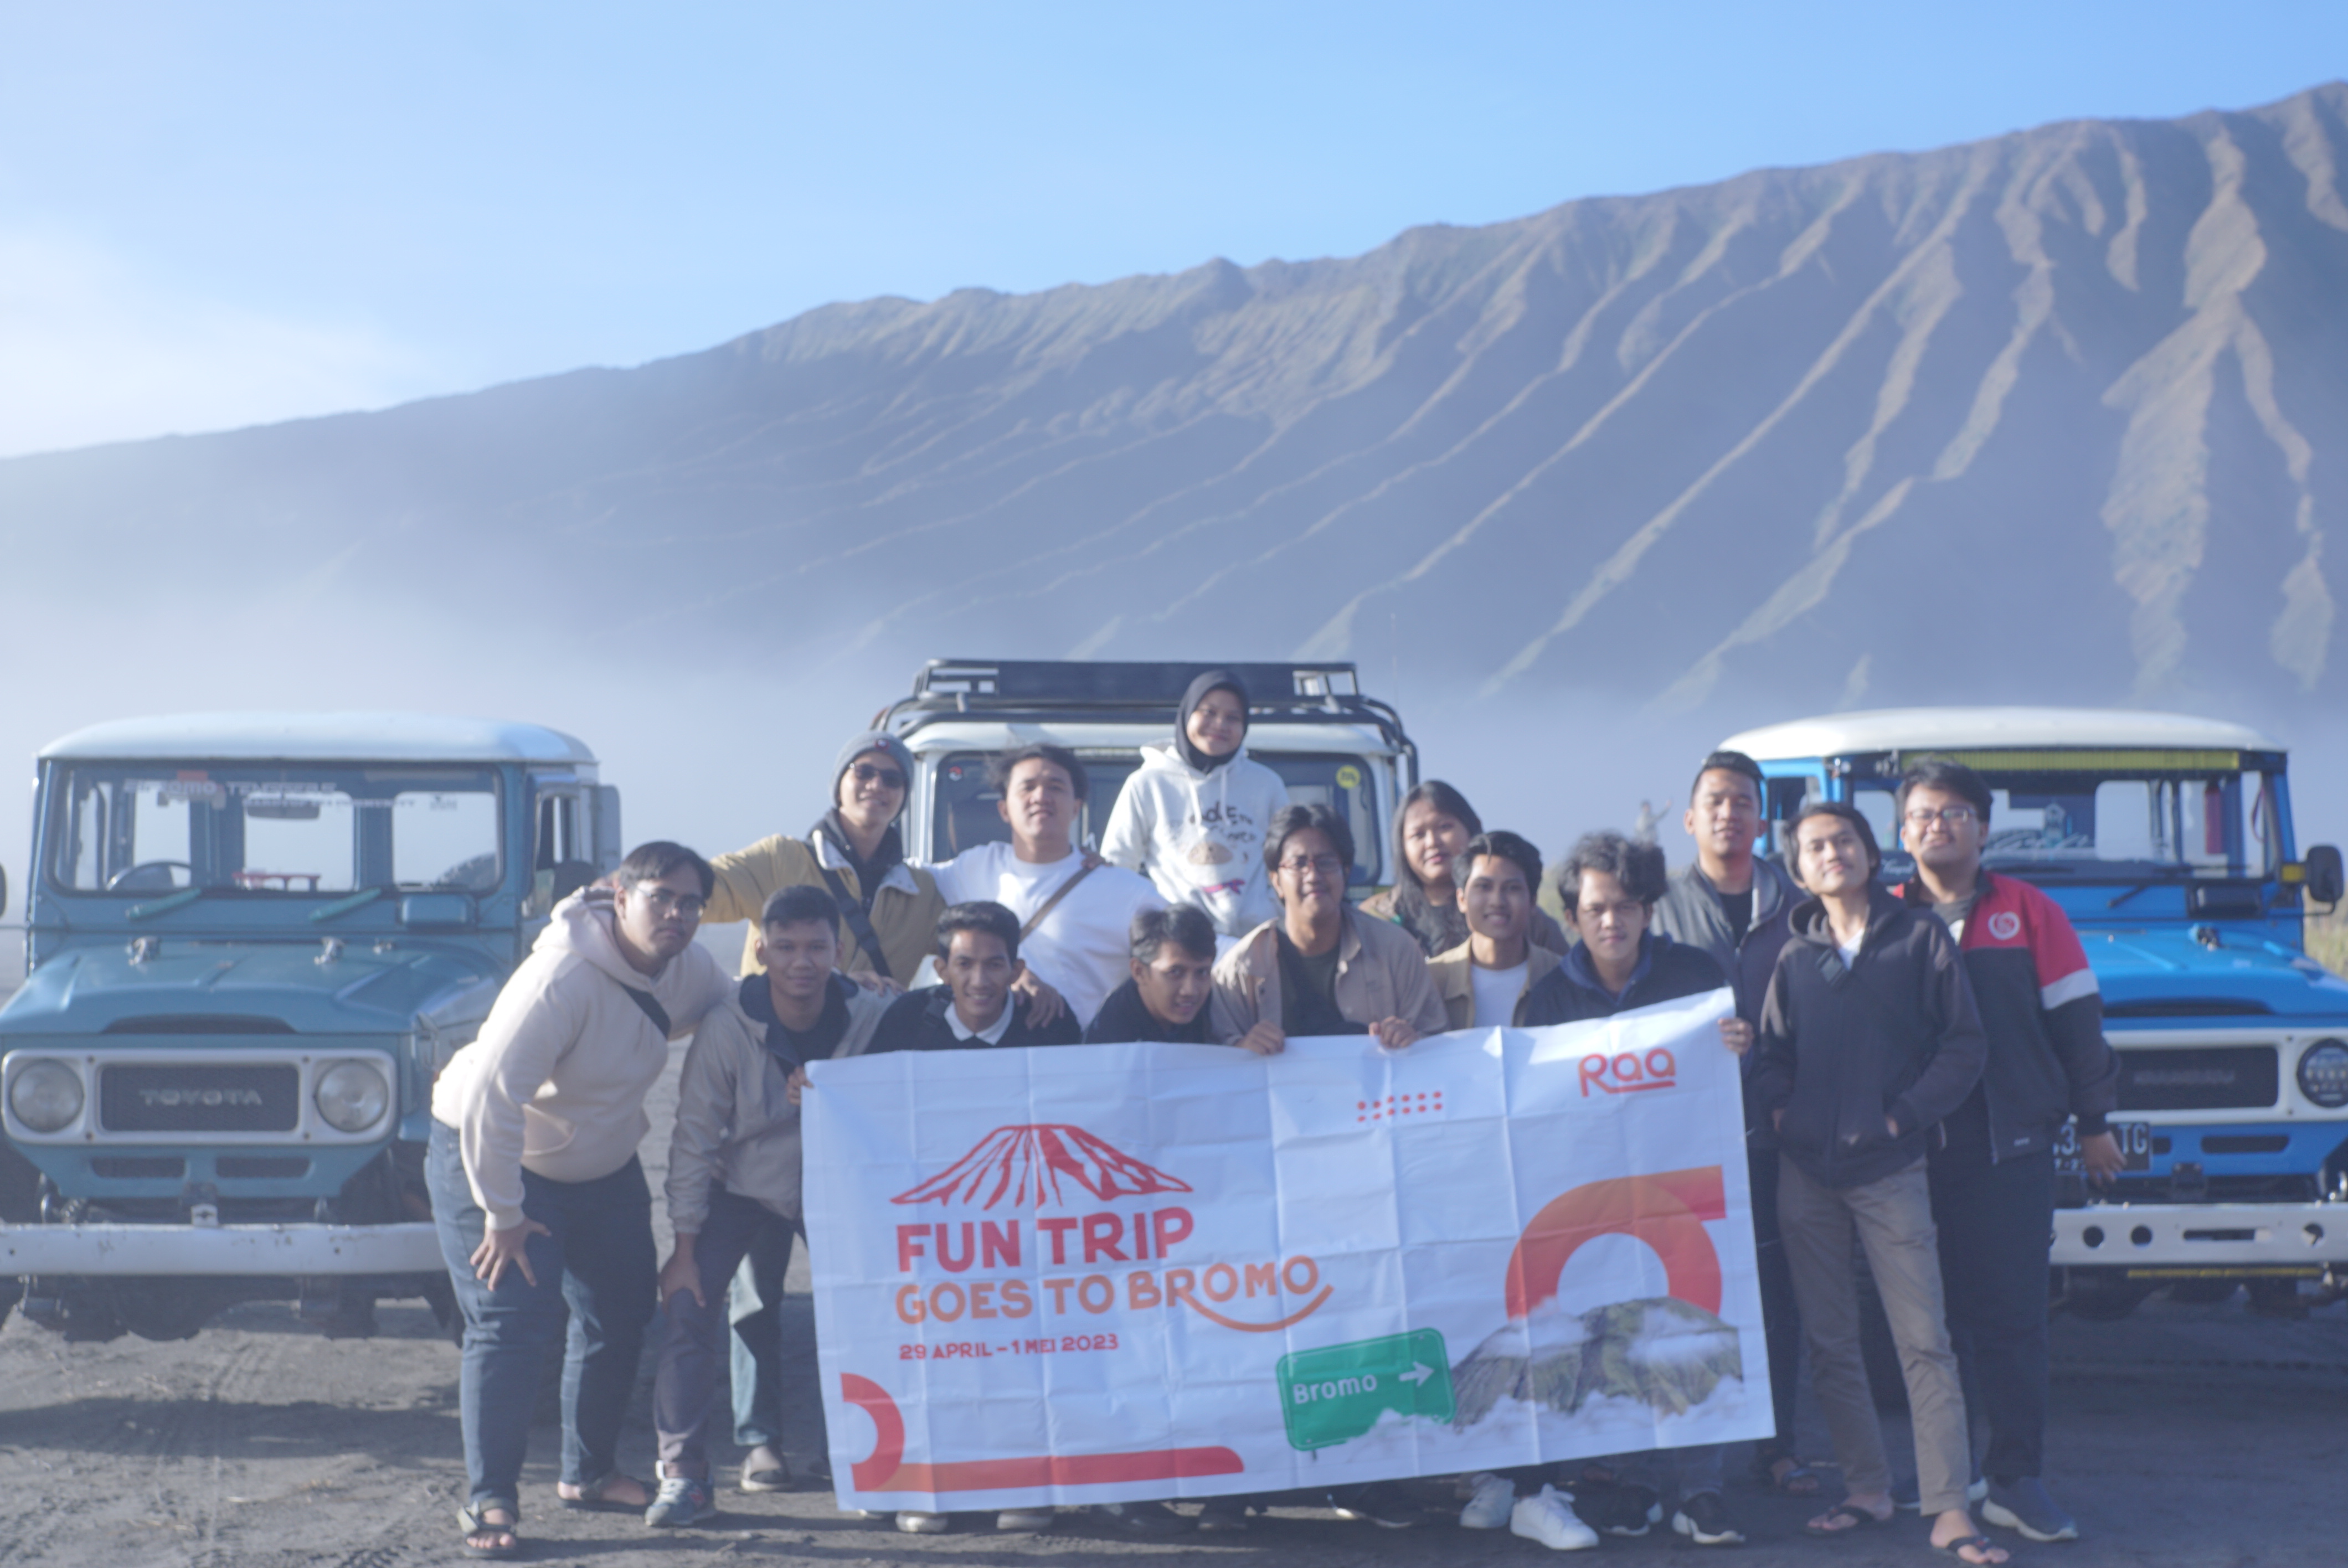 TOYOTA
Raa
FUN TRIP
GOES TO BROMO
29 APRIL – 1 MEI 2023
Bromo